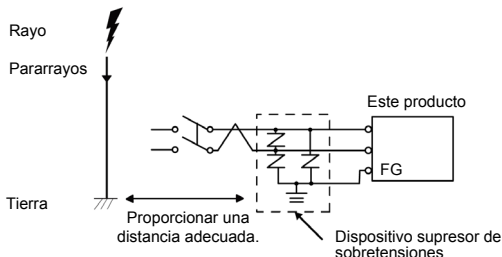 Rayo
Pararrayos
Este producto
FG
Tierra
Proporcionar una
distancia adecuada.
Dispositivo supresor de
sobretensiones